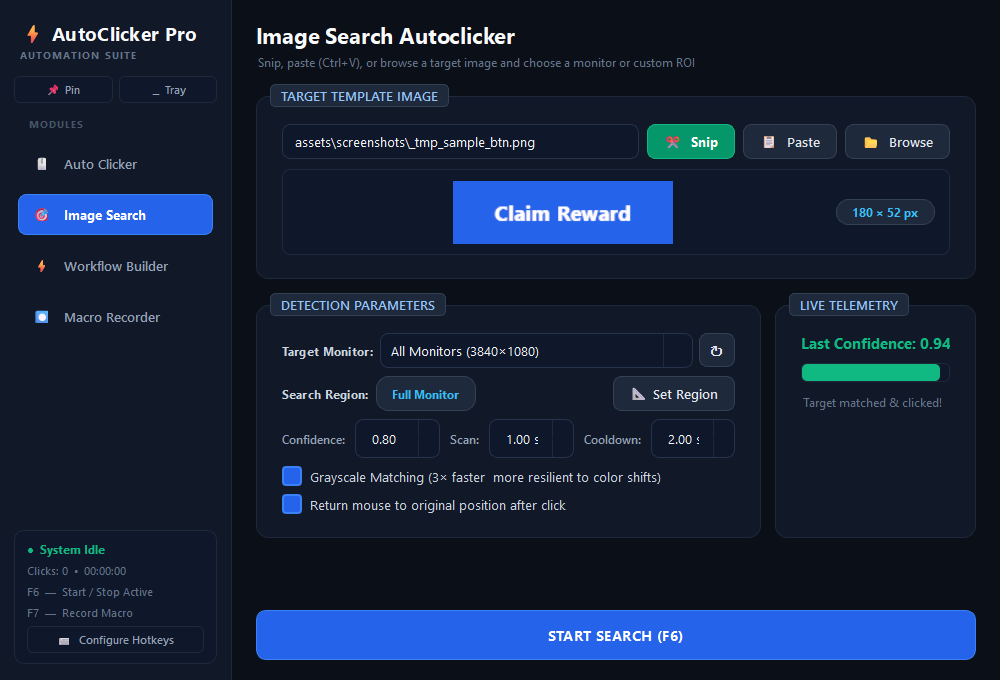 AutoClicker Pro
AUTOMATION SUITE
Pin
_ Tray
MODULES
Auto Clicker
Image Search
Workflow Builder
Macro Recorder
● System Idle
Clicks: 0 • 00:00:00
F6 — Start / Stop Active
F7 — Record Macro
Configure Hotkeys
Image Search Autoclicker
Snip, paste (Ctrl+V), or browse a target image and choose a monitor or custom ROI
TARGET TEMPLATE IMAGE
assets\screenshots\_tmp_sample_btn.png
Snip
Paste
Browse
Claim Reward
180 × 52 px
DETECTION PARAMETERS
Target Monitor:
All Monitors (3840×1080)
↻
Search Region:
Full Monitor
Set Region
Confidence:
0.80
Scan:
1.00 s
Cooldown:
2.00 s
Grayscale Matching (3× faster  more resilient to color shifts)
Return mouse to original position after click
LIVE TELEMETRY
Last Confidence: 0.94
Target matched & clicked!
START SEARCH (F6)